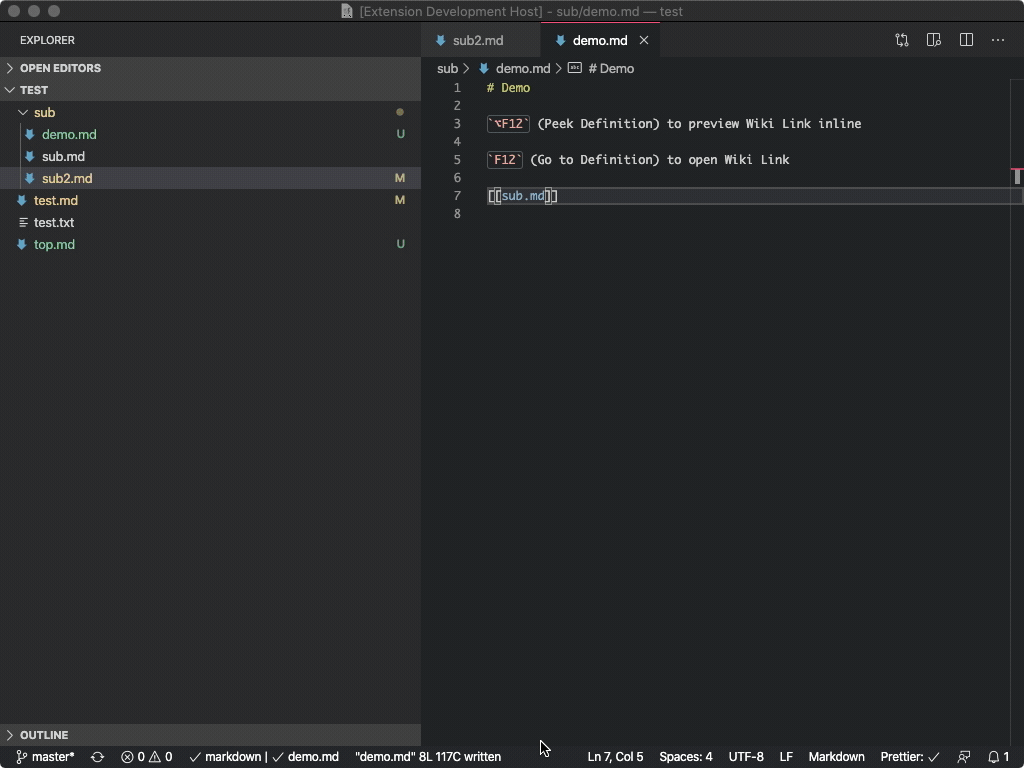 [Extension Development Host] - sub/demo.md — test
EXPLORER
sub2.md
demo.md
OPEN EDITORS
sub > demo.md > # Demo
TEST
sub
demo.md U
sub.md
sub2.md M
test.md M
test.txt
top.md U
1 # Demo
2
3 `⌥F12` (Peek Definition) to preview Wiki Link inline
4
5 `F12` (Go to Definition) to open Wiki Link
6
7 [[sub.md]]
8
OUTLINE
master* 0 0 markdown | demo.md "demo.md" 8L 117C written Ln 7, Col 5 Spaces: 4 UTF-8 LF Markdown Prettier: ✓ 1